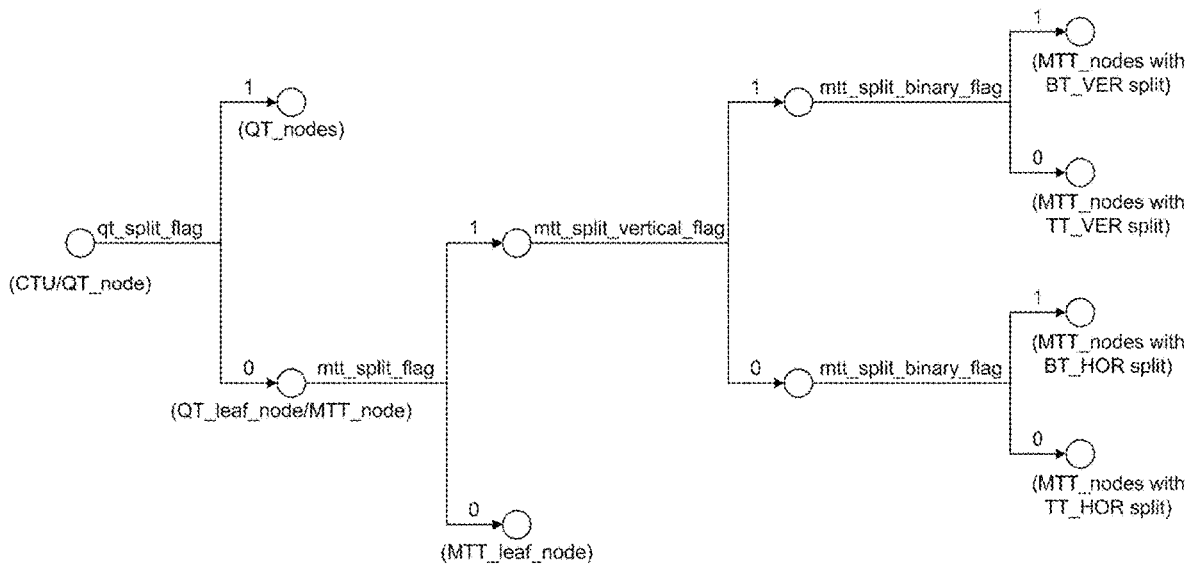 1
(MTT_nodes with
BT_VER split)
1
mtt_split_binary_flag
1
(QT_nodes)
0
(MTT_nodes with
TT_VER split)
qt_split_flag
1
mtt_split_vertical_flag
(CTU/QT_node)
1
(MTT_nodes with
BT_HOR split)
0
mtt_split_flag
0
mtt_split_binary_flag
(QT_leaf_node/MTT_node)
0
(MTT_nodes with
TT_HOR split)
0
(MTT_leaf_node)